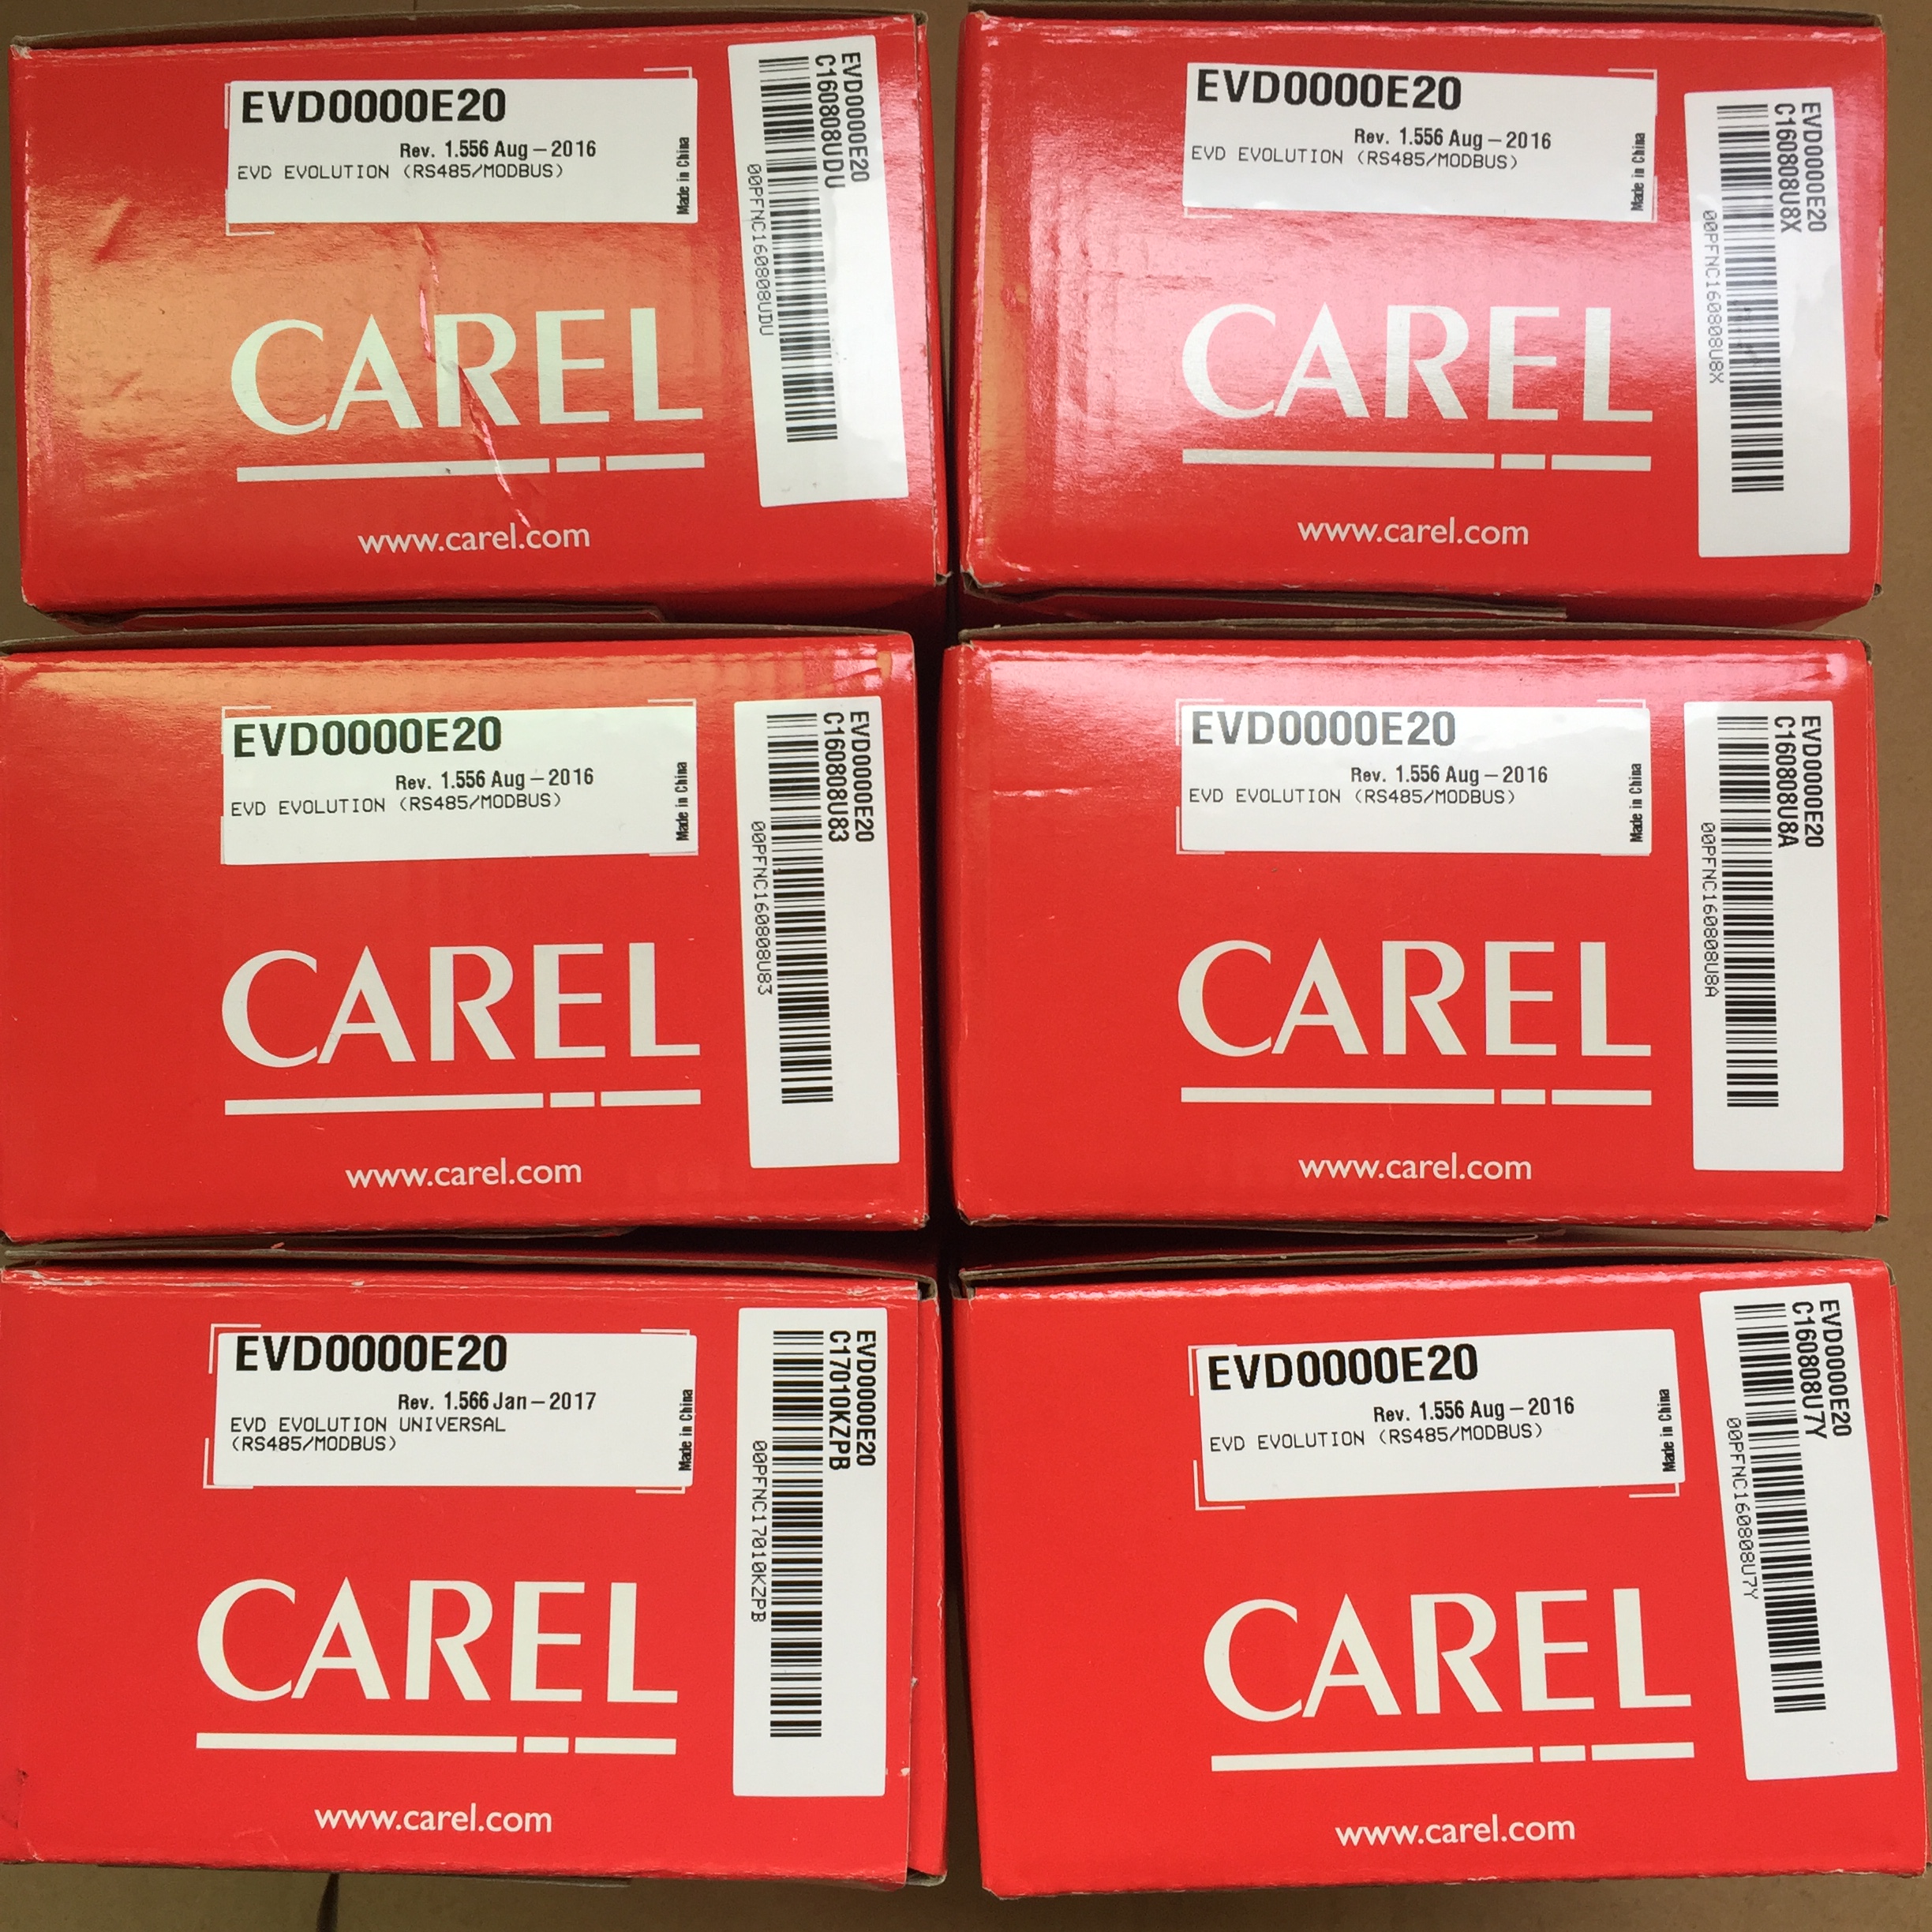 EVD0000E20
Rev. 1.556 Aug – 2016
EVD EVOLUTION (RS485/MODBUS)
Made in China
EVD0000E20
C160808UDU
00PFNC160808UDU
CAREL
www.carel.com
EVD0000E20
Rev. 1.556 Aug – 2016
EVD EVOLUTION (RS485/MODBUS)
Made in China
EVD0000E20
C160808U8X
00PFNC160808U8X
CAREL
www.carel.com
EVD0000E20
Rev. 1.556 Aug – 2016
EVD EVOLUTION (RS485/MODBUS)
Made in China
EVD0000E20
C160808U83
00PFNC160808U83
CAREL
www.carel.com
EVD0000E20
Rev. 1.556 Aug – 2016
EVD EVOLUTION (RS485/MODBUS)
Made in China
EVD0000E20
C160808U8A
00PFNC160808U8A
CAREL
www.carel.com
EVD0000E20
Rev. 1.566 Jan – 2017
EVD EVOLUTION UNIVERSAL
(RS485/MODBUS)
Made in China
EVD0000E20
C17010KZPB
00PFNC17010KZPB
CAREL
www.carel.com
EVD0000E20
Rev. 1.556 Aug – 2016
EVD EVOLUTION (RS485/MODBUS)
Made in China
EVD0000E20
C160808U7Y
00PFNC160808U7Y
CAREL
www.carel.com